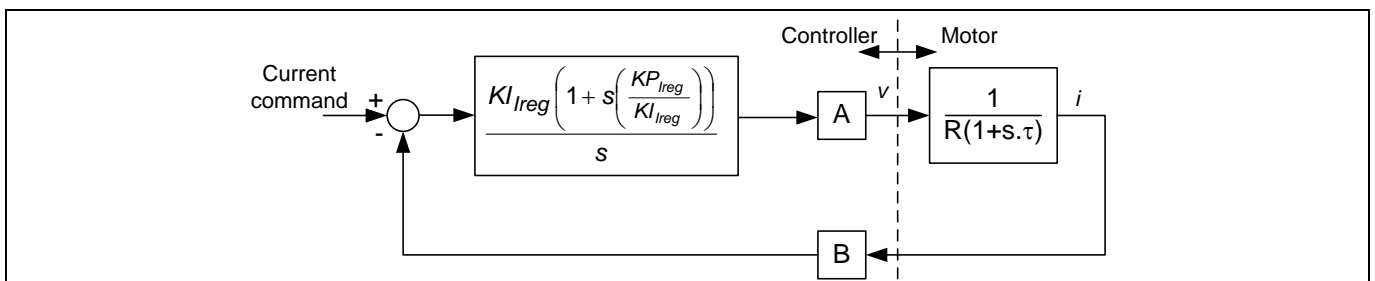 Controller Motor
Current
command
+
-
KI_Ireg(1 + s(KP_Ireg/KI_Ireg))
s
A
v
1
R(1+s.τ)
i
B